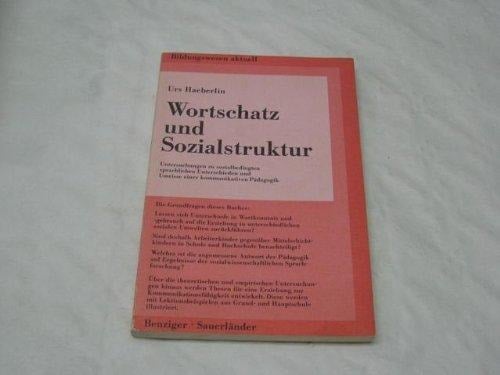 Bildungswesen aktuell
Urs Haeberlin
Wortschatz
und
Sozialstruktur
Untersuchungen zu sozialbedingten
sprachlichen Unterschieden und
Umrisse einer kommunikativen Pädagogik
Die Grundfragen dieses Buches:
Lassen sich Unterschiede in Wortkenntnis und
-gebrauch auf die Erziehung in unterschiedlichen
sozialen Umwelten zurückführen?
Sind deshalb Arbeiterkinder gegenüber Mittelschicht-
kindern in Schule und Hochschule benachteiligt?
Welches ist die angemessene Antwort der Pädagogik
auf Ergebnisse der sozialwissenschaftlichen Sprach-
forschung?
Über die theoretischen und empirischen Untersuchun-
gen hinaus werden Thesen für eine Erziehung zur
Kommunikationsfähigkeit entwickelt. Diese werden
mit Lektionsbeispielen aus Grund- und Hauptschule
illustriert.
Benziger · Sauerländer